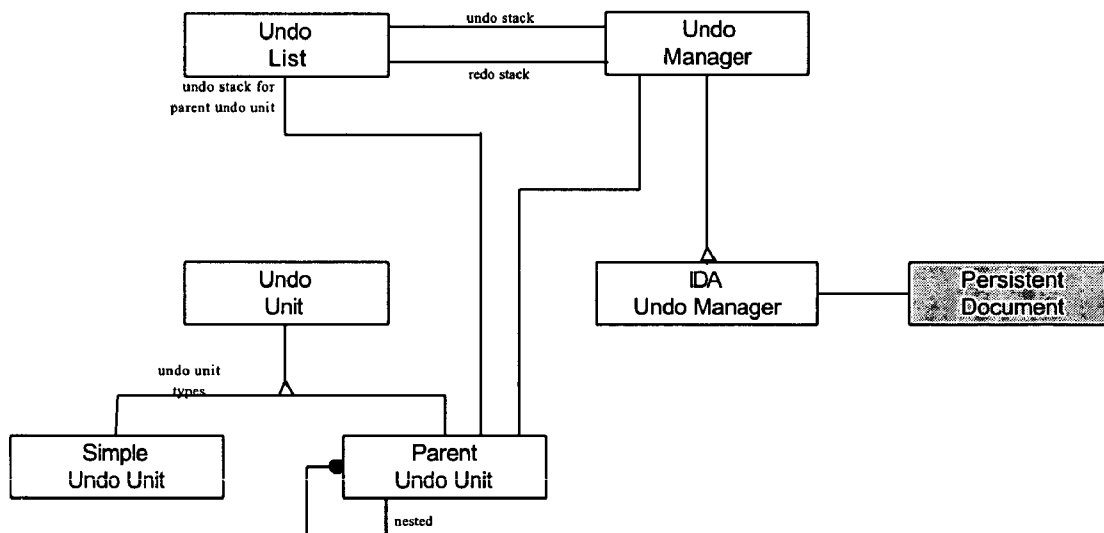 undo stack
Undo
List
Undo
Manager
redo stack
undo stack for
parent undo unit
Undo
Unit
IDA
Undo Manager
Persistent
Document
undo unit
types
Simple
Undo Unit
Parent
Undo Unit
nested